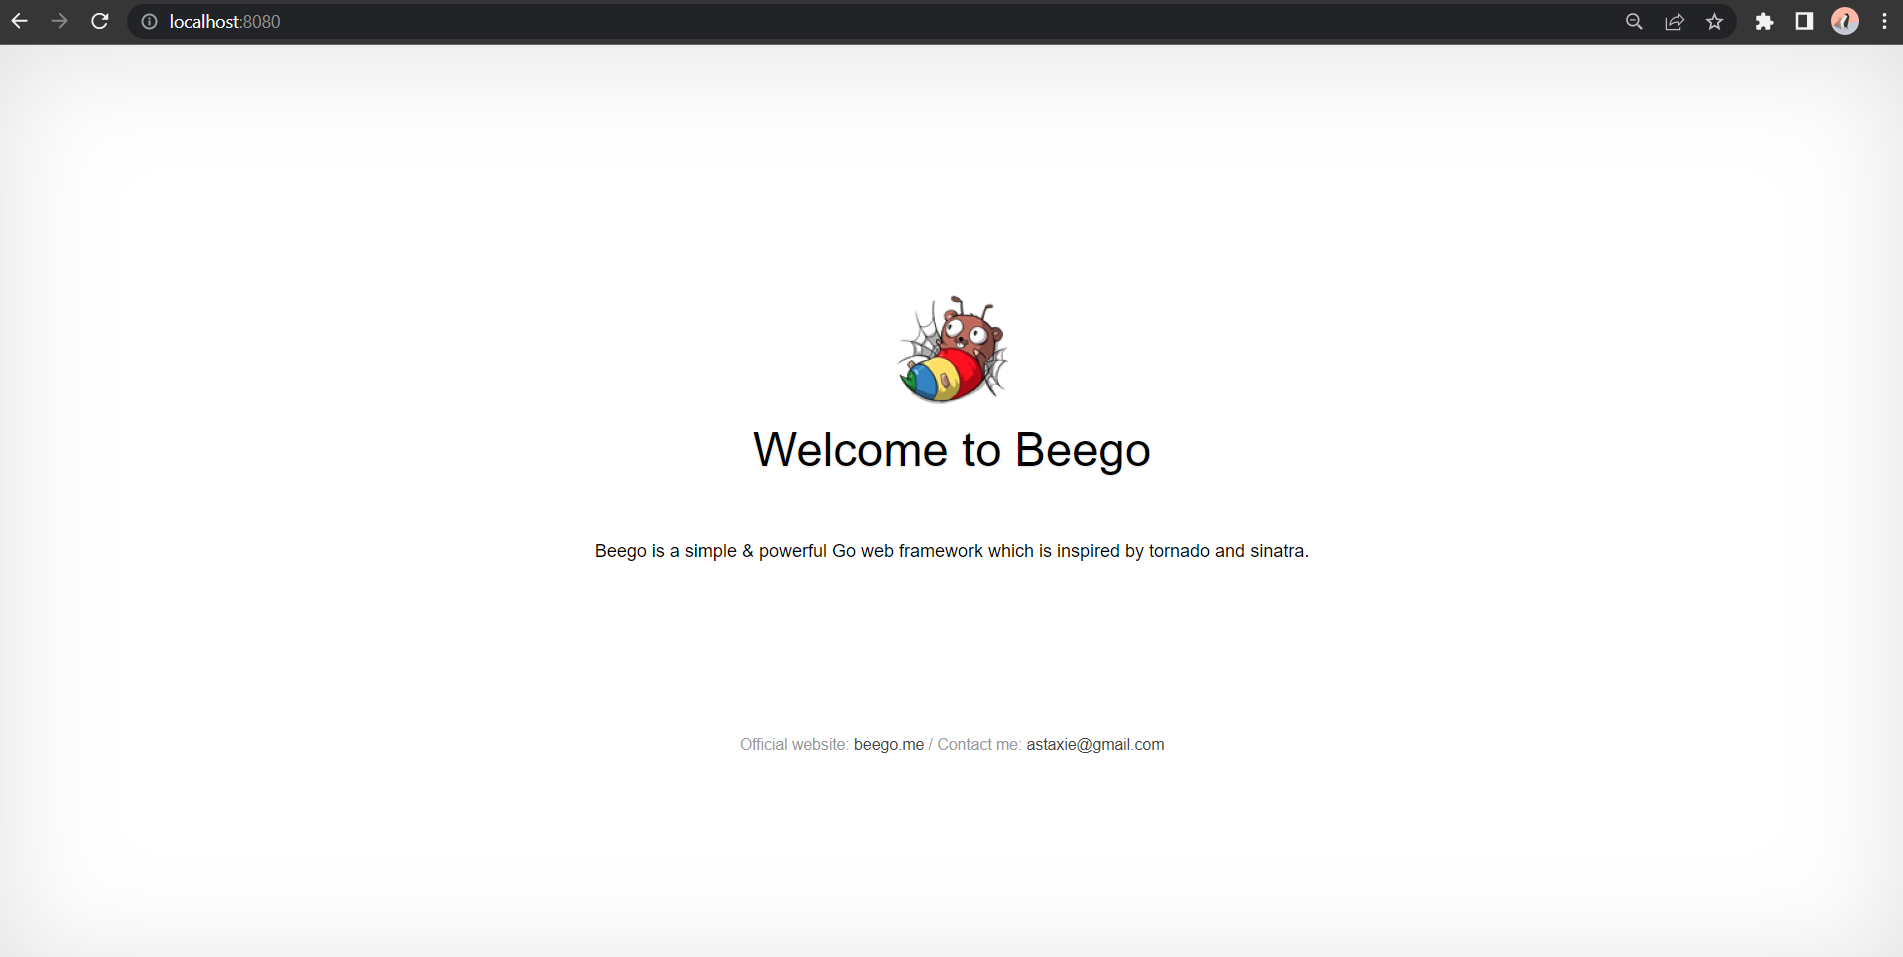 localhost:8080
Welcome to Beego
Beego is a simple & powerful Go web framework which is inspired by tornado and sinatra.
Official website: beego.me / Contact me: astaxie@gmail.com